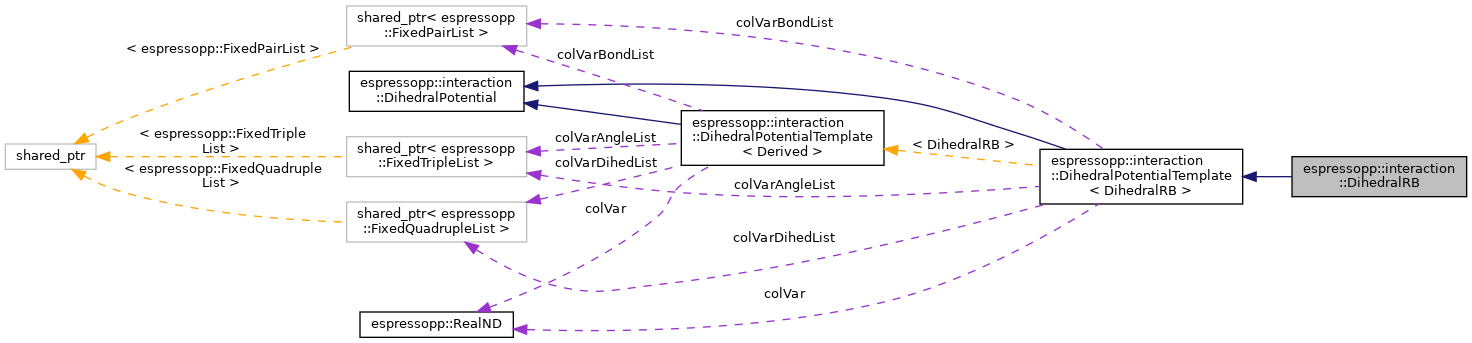 shared_ptr< espressopp
::FixedPairList >
colVarBondList
< espressopp::FixedPairList >
colVarBondList
espressopp::interaction
::DihedralPotential
espressopp::interaction
::DihedralPotentialTemplate
< Derived >
< espressopp::FixedTriple
List >
shared_ptr
shared_ptr< espressopp
::FixedTripleList >
colVarAngleList
< DihedralRB >
espressopp::interaction
::DihedralPotentialTemplate
< DihedralRB >
espressopp::interaction
::DihedralRB
< espressopp::FixedQuadruple
List >
colVarDihedList
colVarAngleList
shared_ptr< espressopp
::FixedQuadrupleList >
colVar
colVarDihedList
colVar
espressopp::RealND